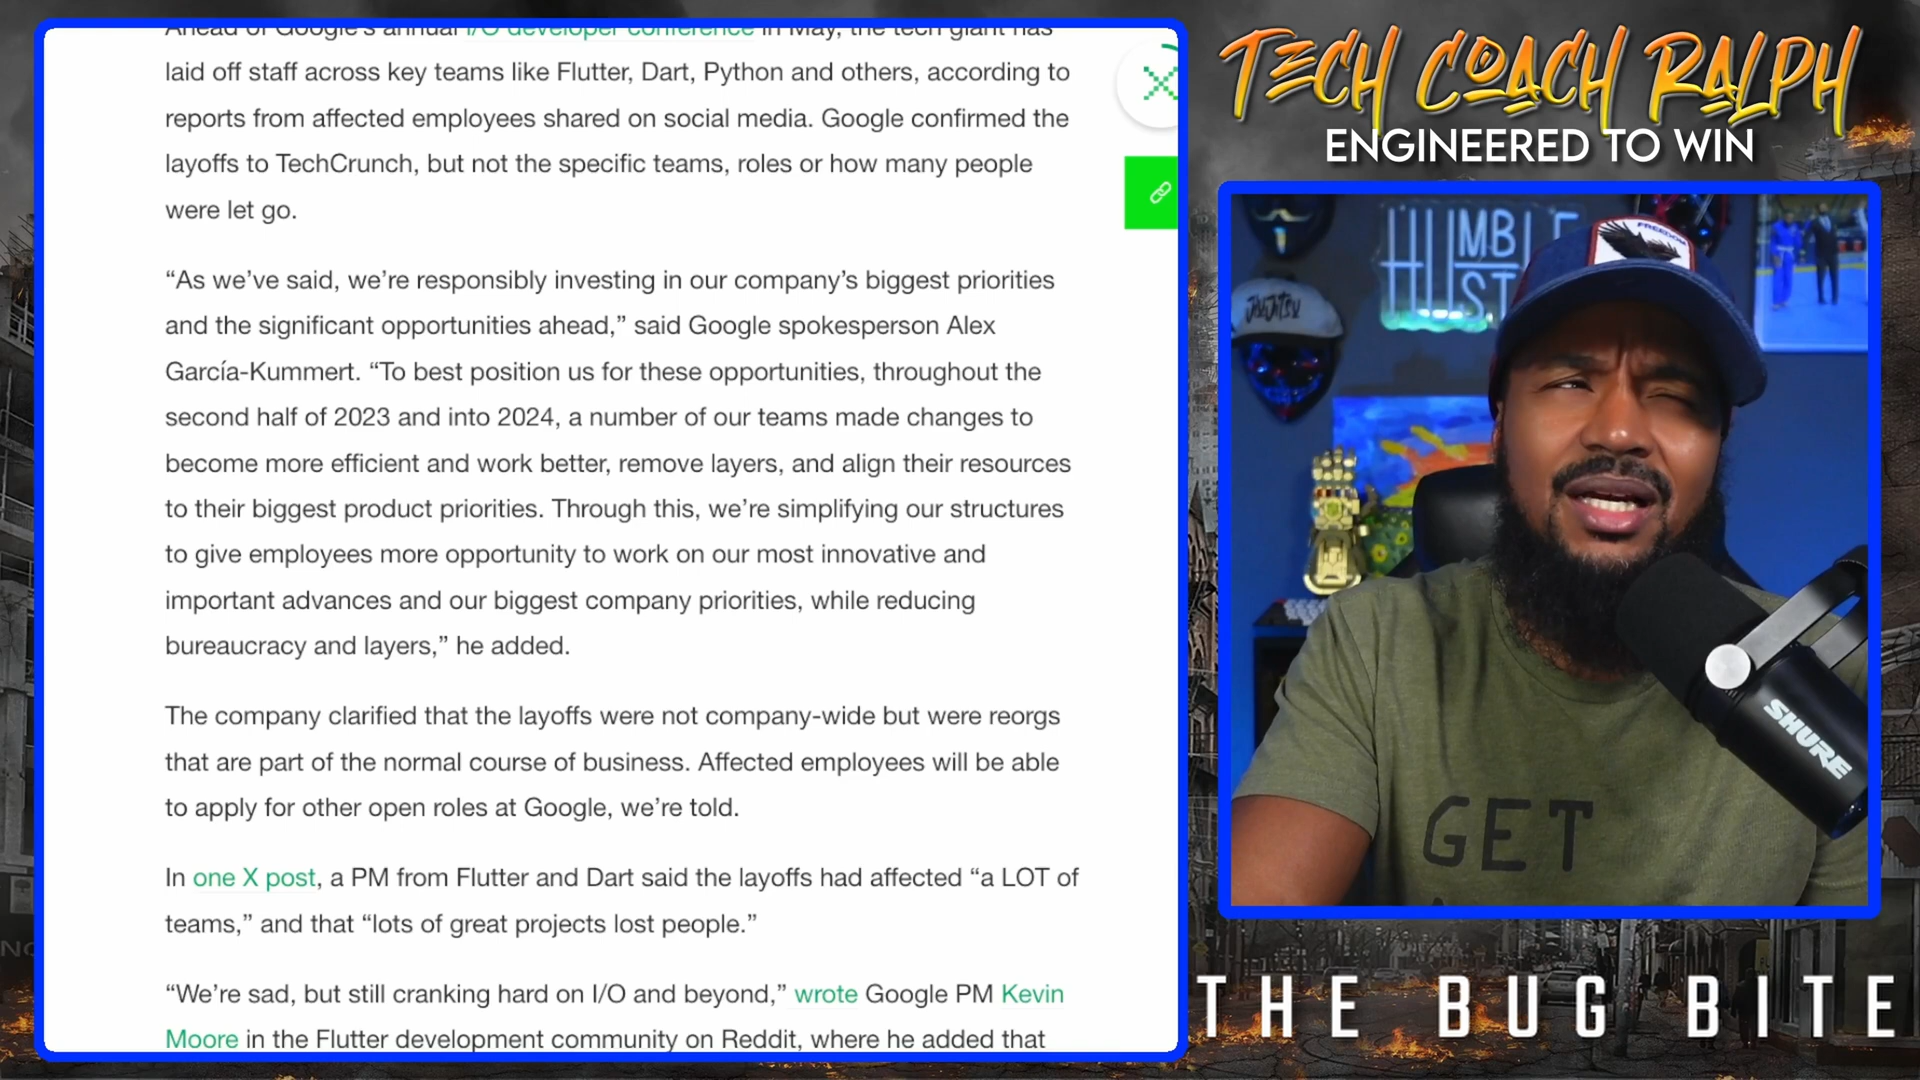 Ahead of Google's annual I/O developer conference in May, the tech giant has
laid off staff across key teams like Flutter, Dart, Python and others, according to
reports from affected employees shared on social media. Google confirmed the
layoffs to TechCrunch, but not the specific teams, roles or how many people
were let go.
“As we’ve said, we’re responsibly investing in our company’s biggest priorities
and the significant opportunities ahead,” said Google spokesperson Alex
García-Kummert. “To best position us for these opportunities, throughout the
second half of 2023 and into 2024, a number of our teams made changes to
become more efficient and work better, remove layers, and align their resources
to their biggest product priorities. Through this, we’re simplifying our structures
to give employees more opportunity to work on our most innovative and
important advances and our biggest company priorities, while reducing
bureaucracy and layers,” he added.
The company clarified that the layoffs were not company-wide but were reorgs
that are part of the normal course of business. Affected employees will be able
to apply for other open roles at Google, we’re told.
In one X post, a PM from Flutter and Dart said the layoffs had affected “a LOT of
teams,” and that “lots of great projects lost people.”
“We’re sad, but still cranking hard on I/O and beyond,” wrote Google PM Kevin
Moore in the Flutter development community on Reddit, where he added that
TECH COACH RALPH
ENGINEERED TO WIN
HUMBLE
ST
FREEDOM
JIUJITSU
SHURE
GET
THE BUG BITE